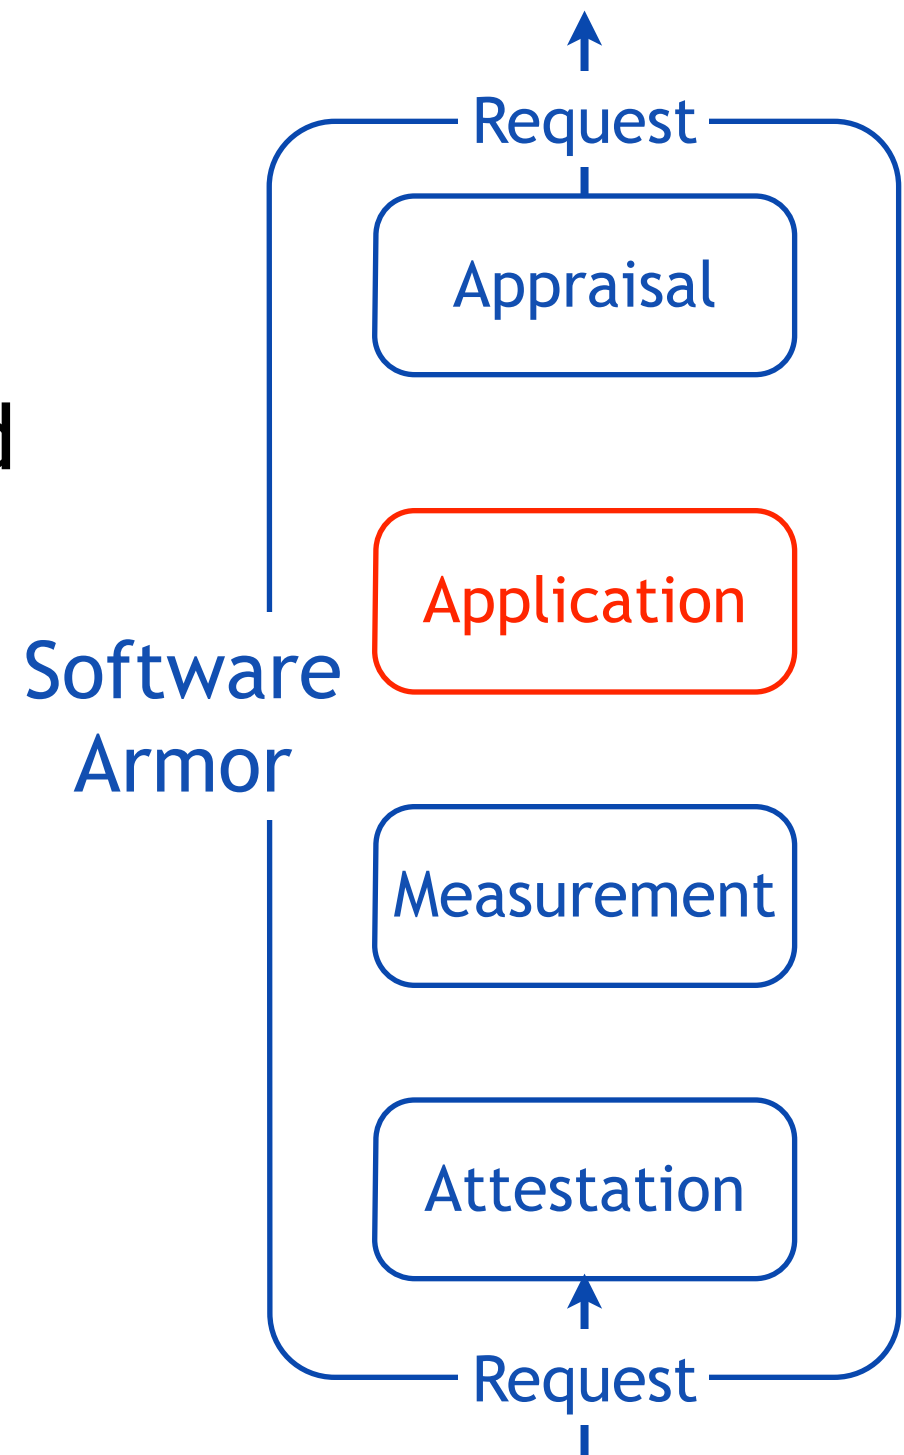 Request
Appraisal
Application
Software
Armor
Measurement
Attestation
Request